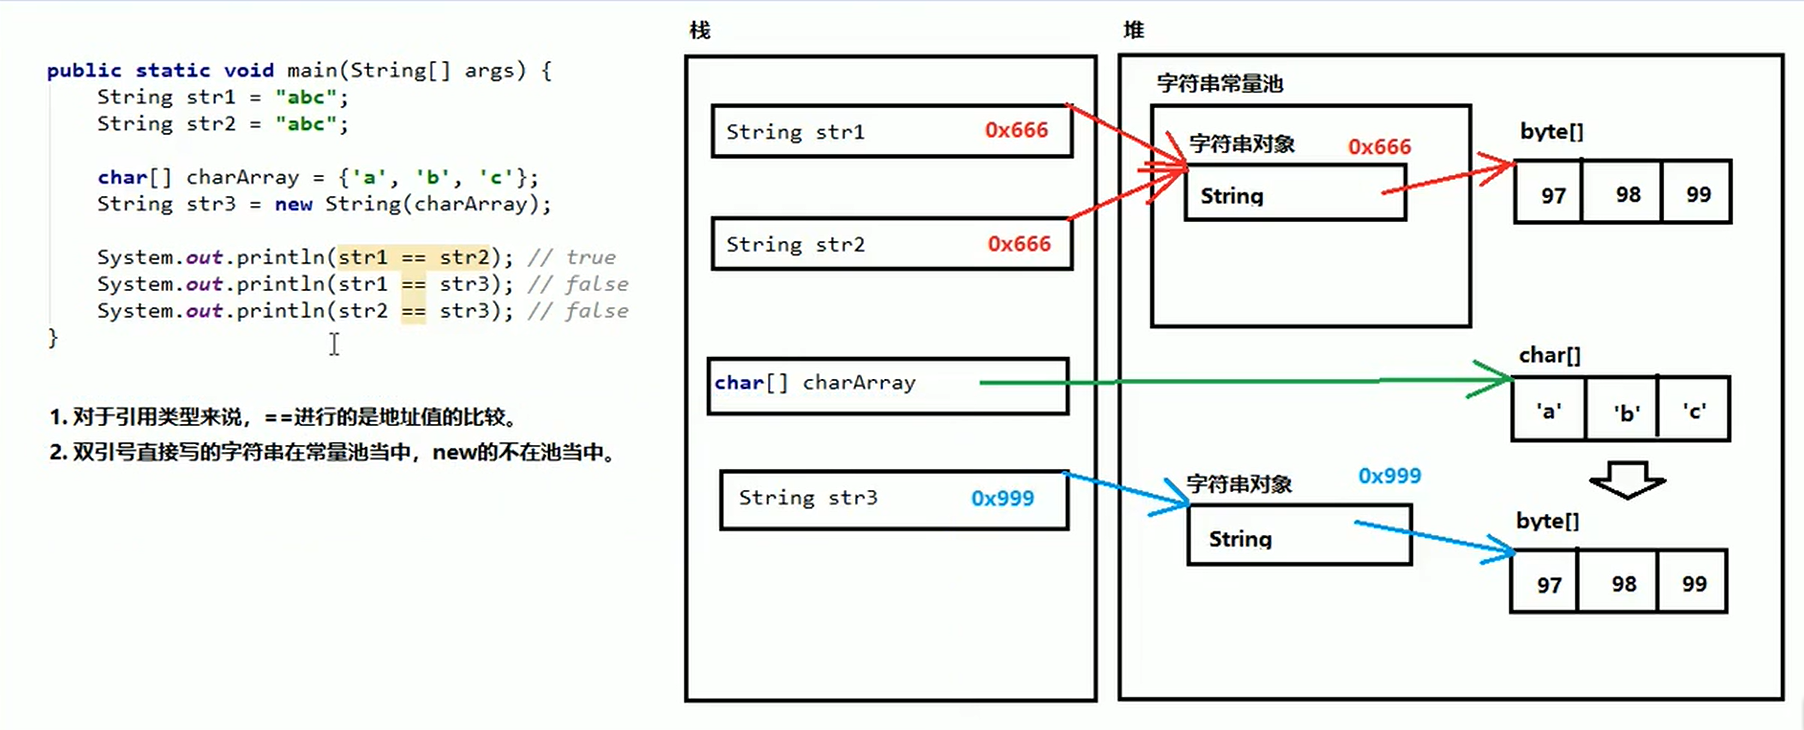 public static void main(String[] args) {
String str1 = "abc";
String str2 = "abc";
char[] charArray = {'a', 'b', 'c'};
String str3 = new String(charArray);
System.out.println(str1 == str2); // true
System.out.println(str1 == str3); // false
System.out.println(str2 == str3); // false
}
1. 对于引用类型来说，==进行的是地址值的比较。
2. 双引号直接写的字符串在常量池当中，new的不在池当中。
栈
String str1 0x666
String str2 0x666
char[] charArray
String str3 0x999
堆
字符串常量池
字符串对象 0x666
String
byte[]
97 98 99
char[]
'a' 'b' 'c'
字符串对象 0x999
String
byte[]
97 98 99